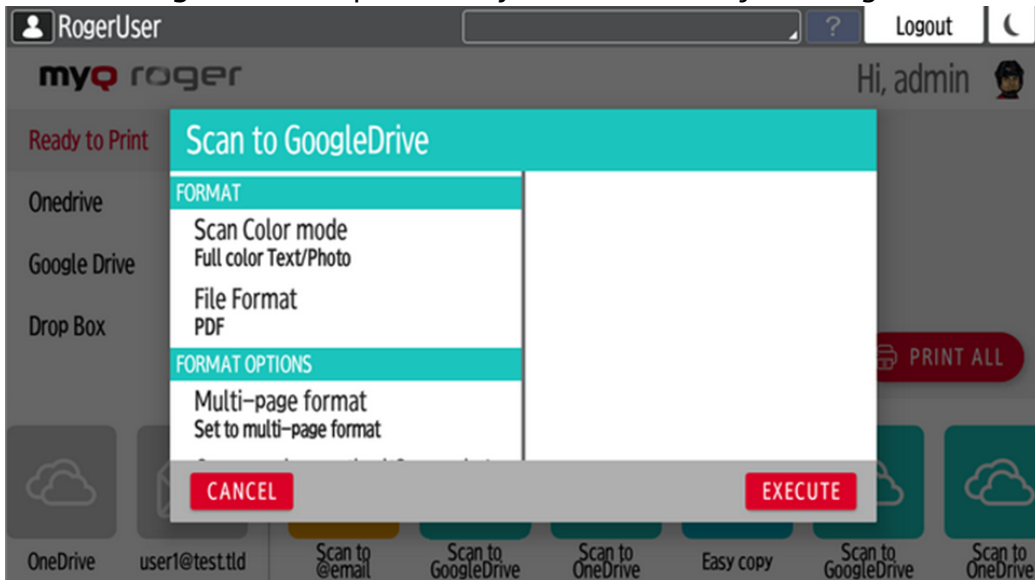 RogerUser
?
Logout
myQ roger
Hi, admin
Ready to Print
Onedrive
Google Drive
Drop Box
Scan to GoogleDrive
FORMAT
Scan Color mode
Full color Text/Photo
File Format
PDF
FORMAT OPTIONS
Multi-page format
Set to multi-page format
CANCEL
EXECUTE
PRINT ALL
OneDrive
user1@test.tld
Scan to
@email
Scan to
GoogleDrive
Scan to
OneDrive
Easy copy
Scan to
GoogleDrive
Scan to
OneDrive